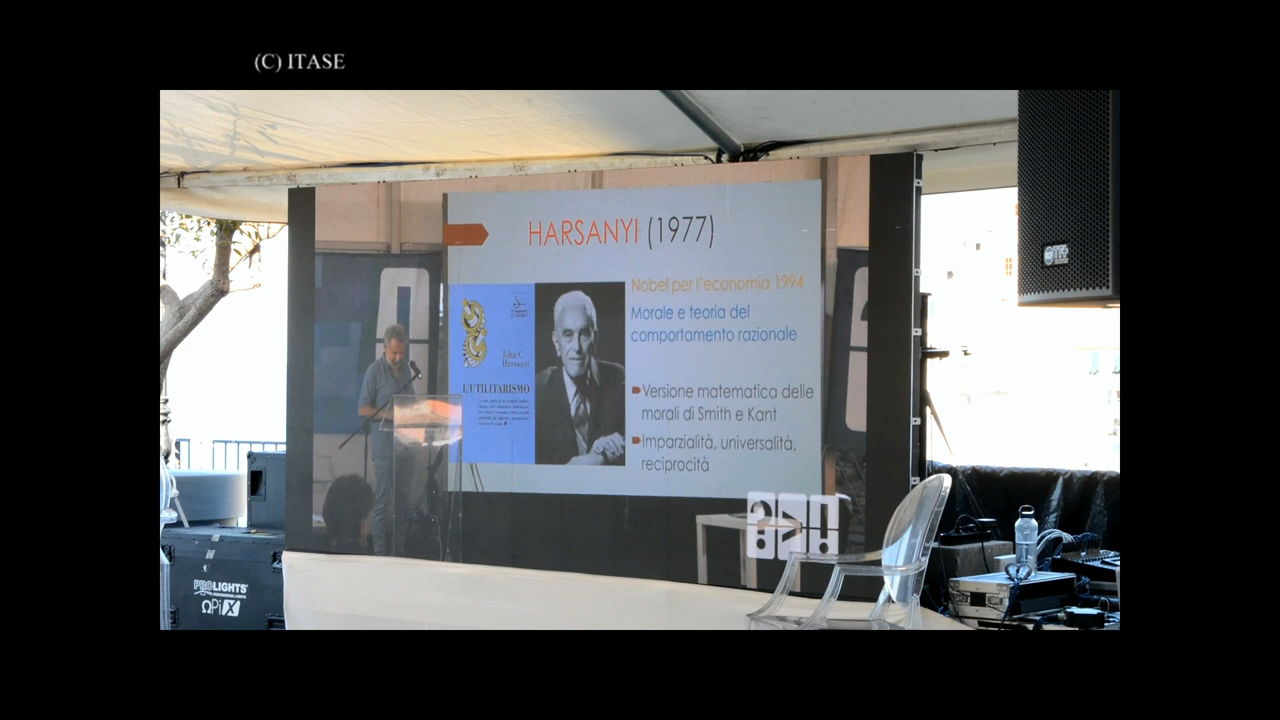 (C) ITASE
HARSANYI (1977)
Nobel per l'economia 1994
Morale e teoria del
comportamento razionale
John C.
Harsanyi
L'UTILITARISMO
Versione matematica delle
morali di Smith e Kant
Imparzialità, universalità,
reciprocità
?>!
PROLIGHTS
ΩPiX